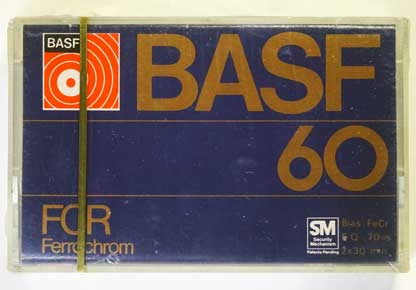 BASF
BASF
60
FCR
Ferrochrom
SM
Security
Mechanism
Patents Pending
Bias FeCr
EQ 70 µs
2x30 min